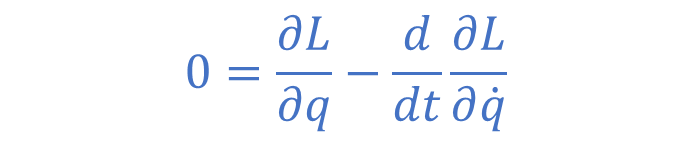 0 = ∂L/∂q − d/dt ∂L/∂q̇